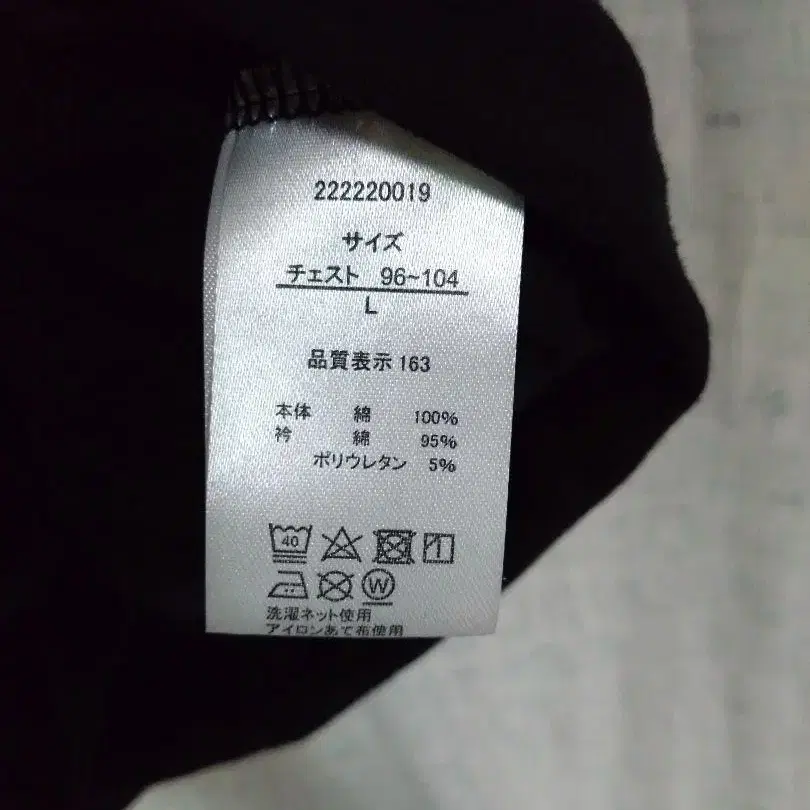 222220019
サイズ
チェスト 96~104
L
品質表示 163
本体 綿 100%
衿 綿 95%
ポリウレタン 5%
40
W
洗濯ネット使用
アイロンあて布使用